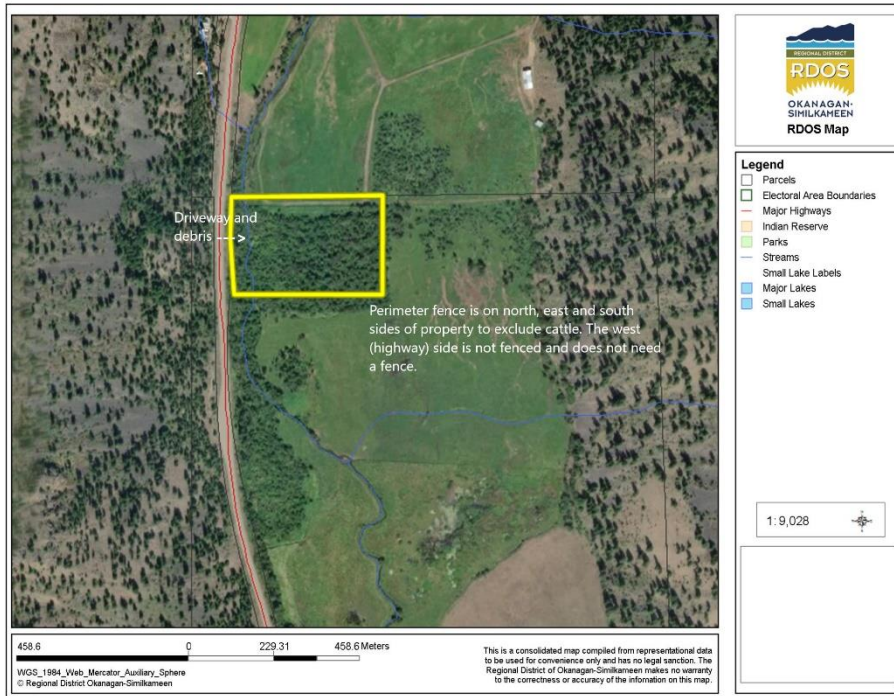 REGIONAL DISTRICT
RDOS
OKANAGAN-
SIMILKAMEEN
RDOS Map
Legend
Parcels
Electoral Area Boundaries
Major Highways
Indian Reserve
Parks
Streams
Small Lake Labels
Major Lakes
Small Lakes
Driveway and
debris
Perimeter fence is on north, east and south
sides of property to exclude cattle. The west
(highway) side is not fenced and does not need
a fence.
1: 9,028
458.6 0 229.31 458.6 Meters
WGS_1984_Web_Mercator_Auxiliary_Sphere
© Regional District Okanagan-Similkameen
This is a consolidated map compiled from representational data
to be used for convenience only and has no legal sanction. The
Regional District of Okanagan-Similkameen makes no warranty
to the correctness or accuracy of the infomation on this map.